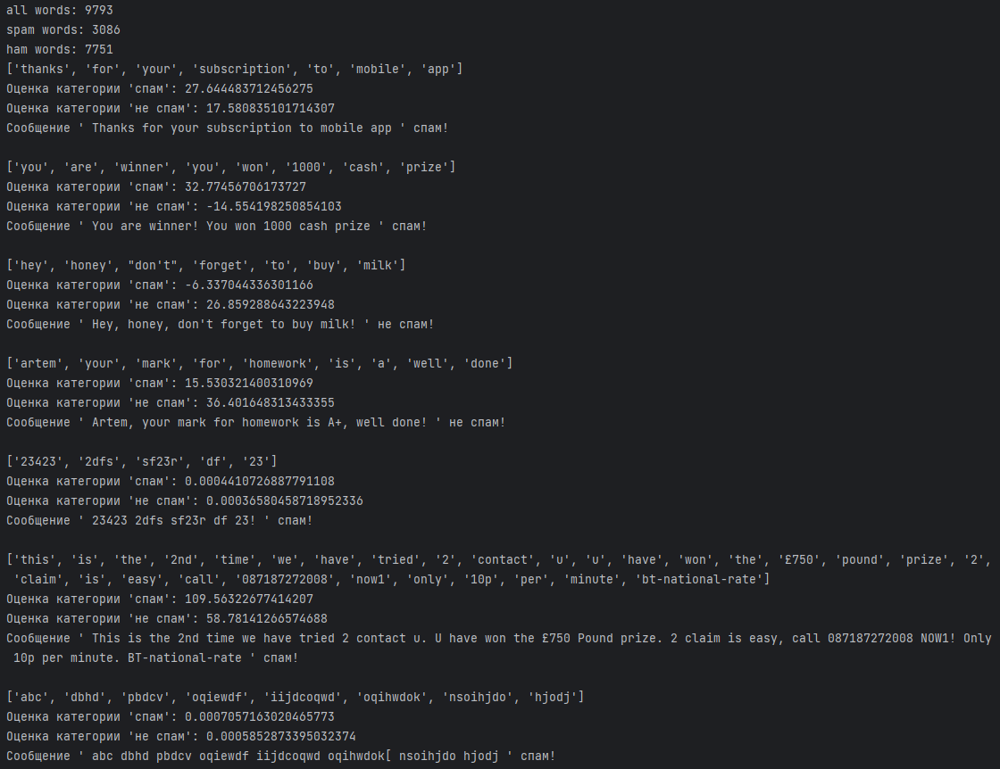 all words: 9793
spam words: 3086
ham words: 7751
['thanks', 'for', 'your', 'subscription', 'to', 'mobile', 'app']
Оценка категории 'спам': 27.644483712456275
Оценка категории 'не спам': 17.580835101714307
Сообщение ' Thanks for your subscription to mobile app ' спам!
['you', 'are', 'winner', 'you', 'won', '1000', 'cash', 'prize']
Оценка категории 'спам': 32.77456706173727
Оценка категории 'не спам': -14.554198250854103
Сообщение ' You are winner! You won 1000 cash prize ' спам!
['hey', 'honey', "don't", 'forget', 'to', 'buy', 'milk']
Оценка категории 'спам': -6.337044336301166
Оценка категории 'не спам': 26.859288643223948
Сообщение ' Hey, honey, don't forget to buy milk! ' не спам!
['artem', 'your', 'mark', 'for', 'homework', 'is', 'a', 'well', 'done']
Оценка категории 'спам': 15.530321400310969
Оценка категории 'не спам': 36.401648313433355
Сообщение ' Artem, your mark for homework is A+, well done! ' не спам!
['23423', '2dfs', 'sf23r', 'df', '23']
Оценка категории 'спам': 0.0004410726887791108
Оценка категории 'не спам': 0.00036580458718952336
Сообщение ' 23423 2dfs sf23r df 23! ' спам!
['this', 'is', 'the', '2nd', 'time', 'we', 'have', 'tried', '2', 'contact', 'u', 'u', 'have', 'won', 'the', '£750', 'pound', 'prize', '2',
'claim', 'is', 'easy', 'call', '087187272008', 'now1', 'only', '10p', 'per', 'minute', 'bt-national-rate']
Оценка категории 'спам': 109.56322677414207
Оценка категории 'не спам': 58.78141266574688
Сообщение ' This is the 2nd time we have tried 2 contact u. U have won the £750 Pound prize. 2 claim is easy, call 087187272008 NOW1! Only
10p per minute. BT-national-rate ' спам!
['abc', 'dbhd', 'pbdcv', 'oqiewdf', 'iijdcoqwd', 'oqihwdok', 'nsoihjdo', 'hjodj']
Оценка категории 'спам': 0.0007057163020465773
Оценка категории 'не спам': 0.0005852873395032374
Сообщение ' abc dbhd pbdcv oqiewdf iijdcoqwd oqihwdok[ nsoihjdo hjodj ' спам!